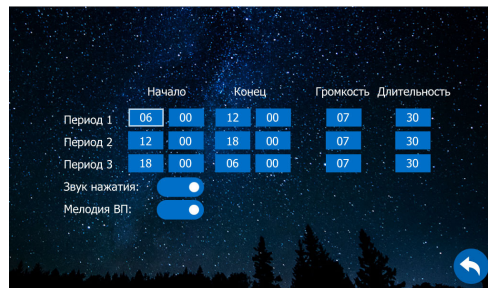 Начало Конец Громкость Длительность
Период 1 06 00 12 00 07 30
Период 2 12 00 18 00 07 30
Период 3 18 00 06 00 07 30
Звук нажатия:
Мелодия ВП: